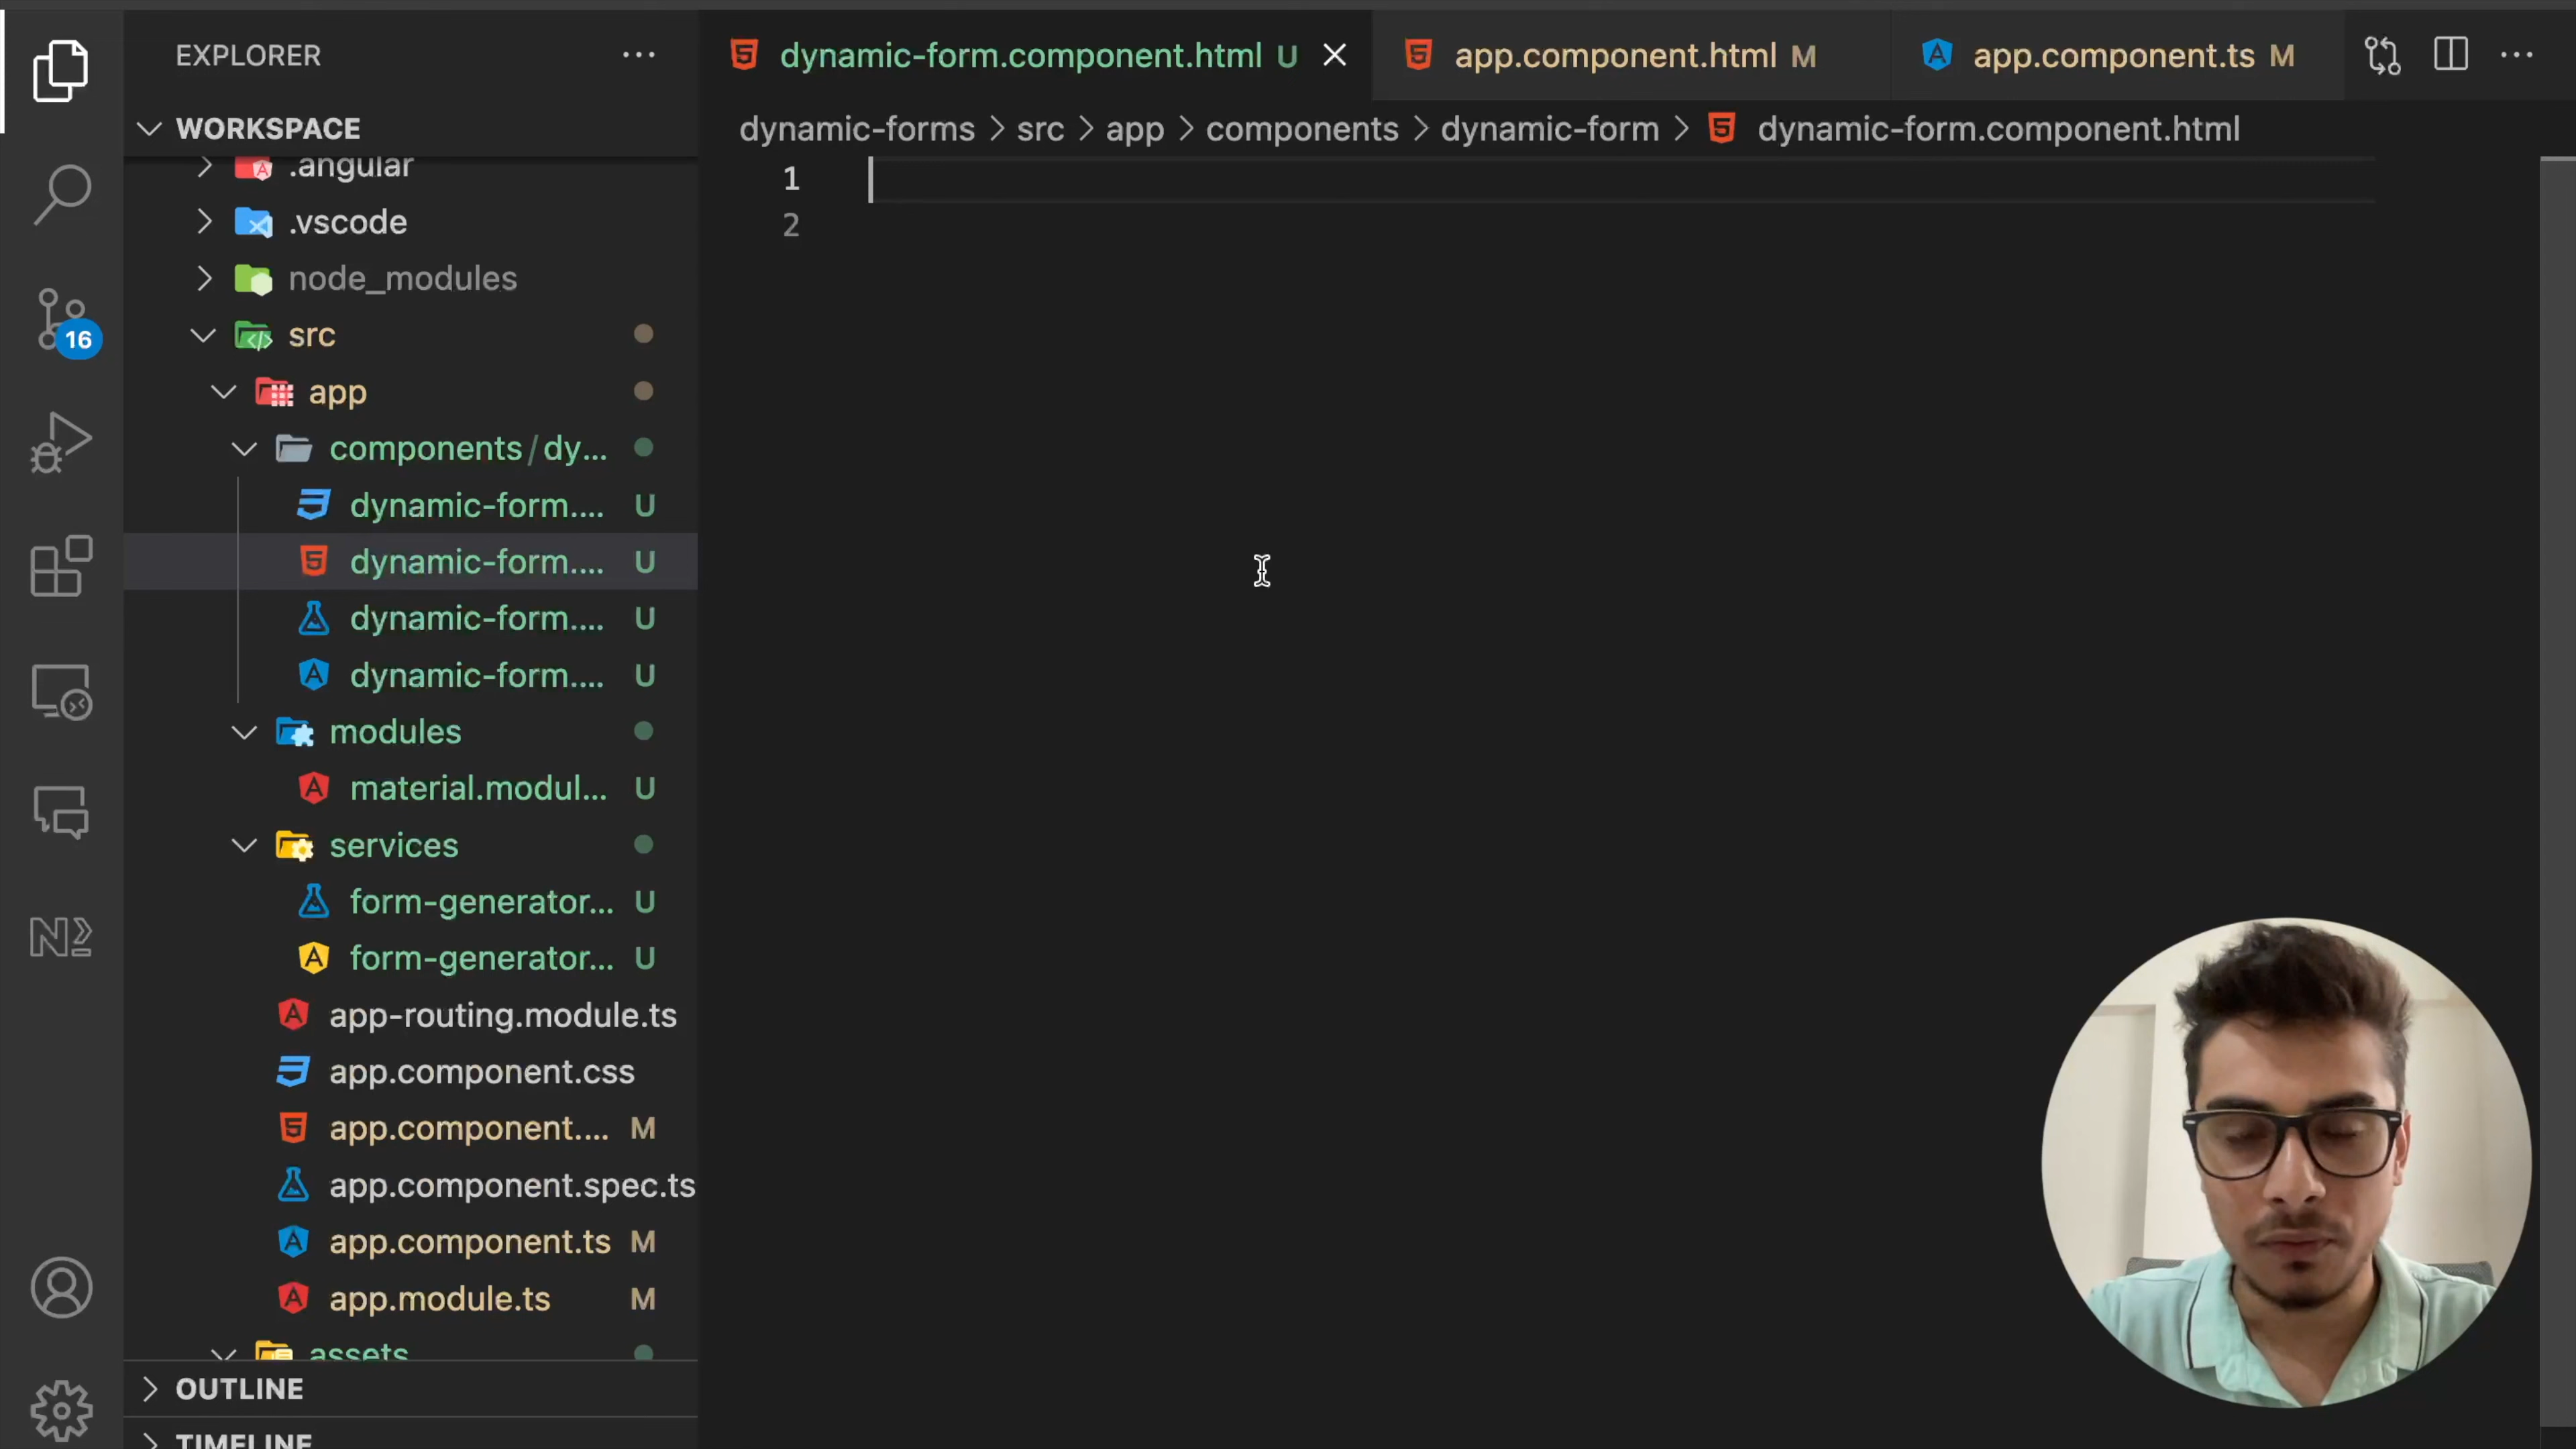 EXPLORER
WORKSPACE
.angular
.vscode
node_modules
16
src
app
components/dy...
dynamic-form.... U
dynamic-form.... U
dynamic-form.... U
dynamic-form.... U
modules
material.modul... U
services
form-generator... U
form-generator... U
app-routing.module.ts
app.component.css
app.component.... M
app.component.spec.ts
app.component.ts M
app.module.ts M
assets
OUTLINE
TIMELINE
dynamic-form.component.html U
app.component.html M
app.component.ts M
dynamic-forms > src > app > components > dynamic-form > dynamic-form.component.html
1
2